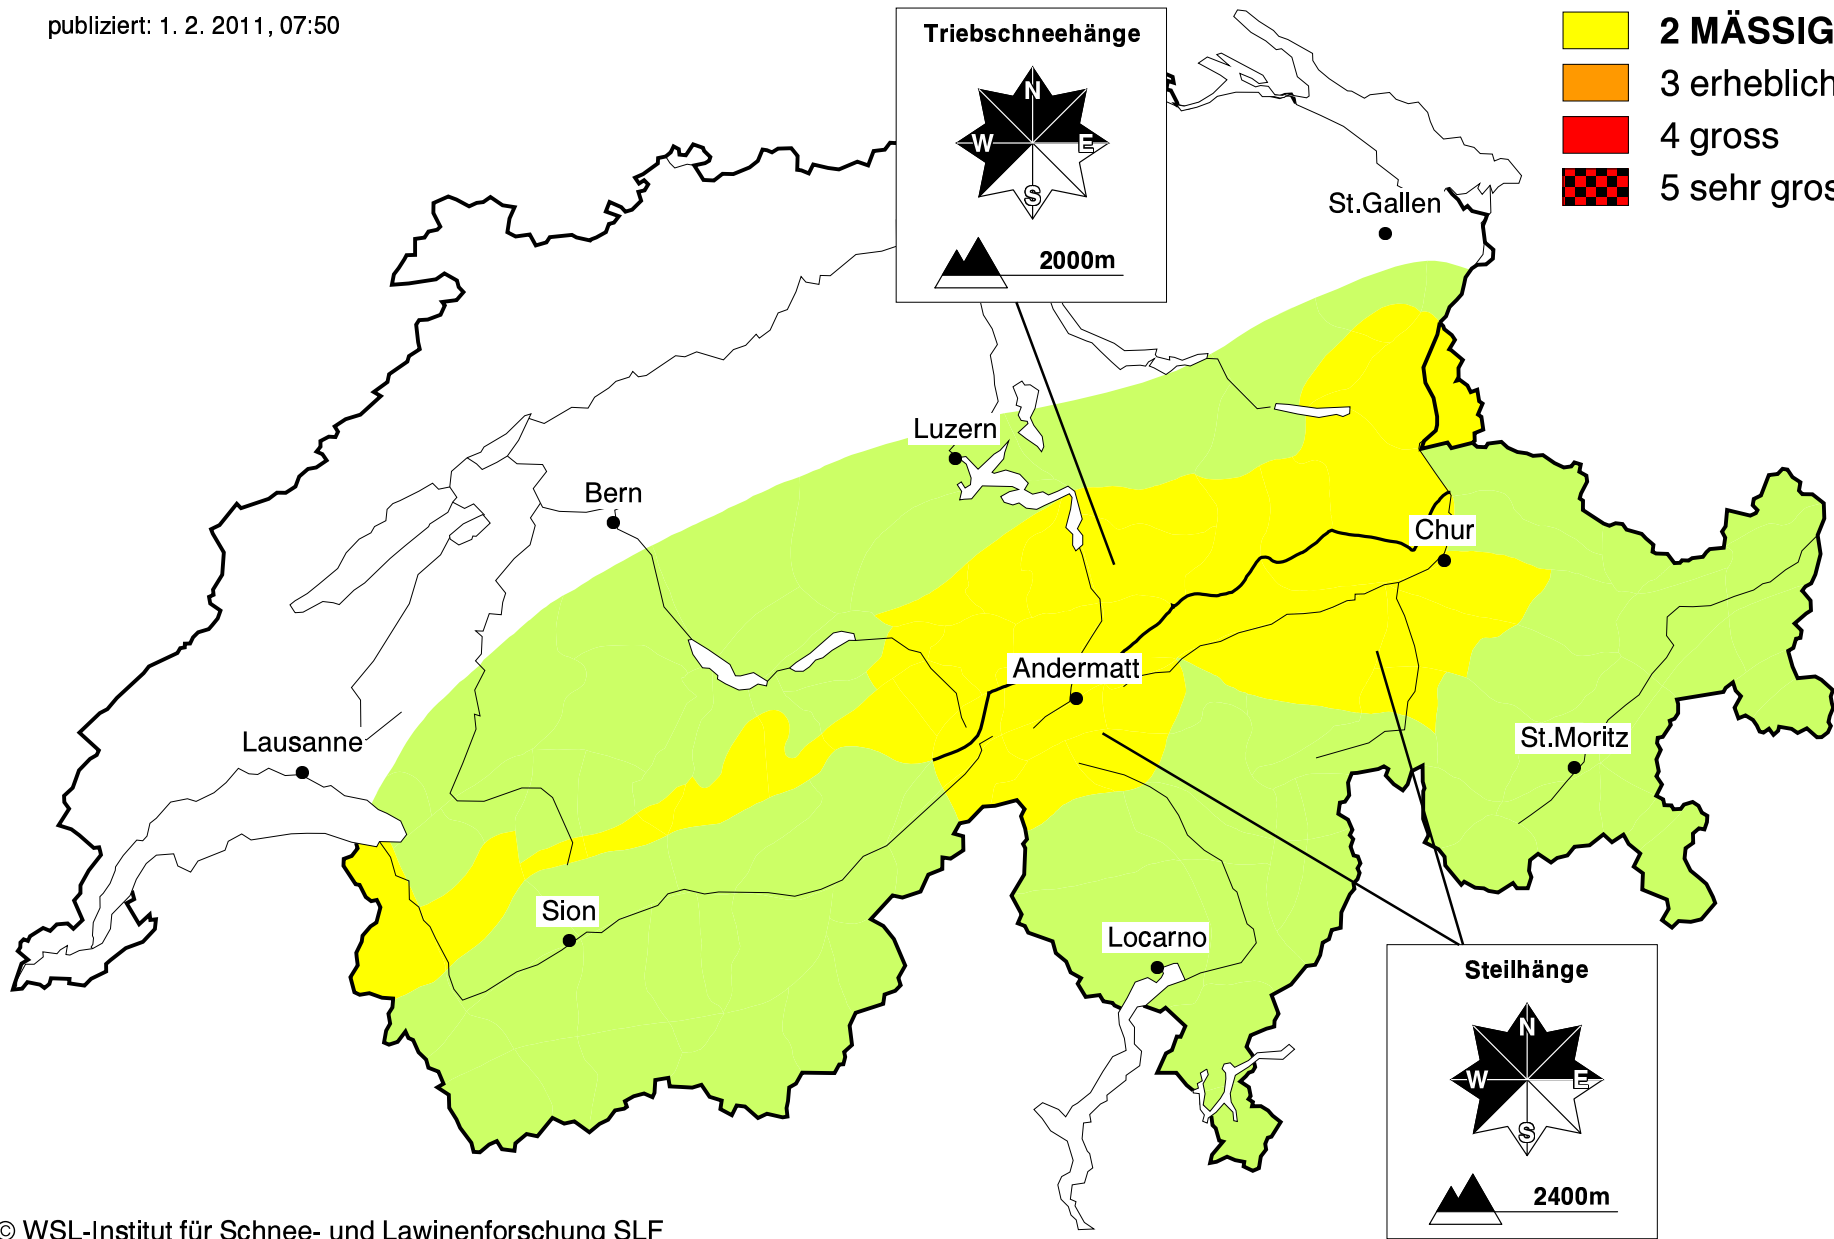 publiziert: 1. 2. 2011, 07:50
Triebschneehänge
N
W
E
S
2000m
2 MÄSSIG
3 erheblich
4 gross
5 sehr gros
St.Gallen
Luzern
Bern
Chur
Andermatt
Lausanne
St.Moritz
Sion
Locarno
Steilhänge
N
W
E
S
2400m
© WSL-Institut für Schnee- und Lawinenforschung SLF